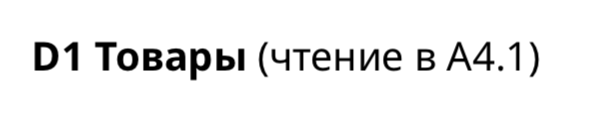 D1 Товары (чтение в A4.1)